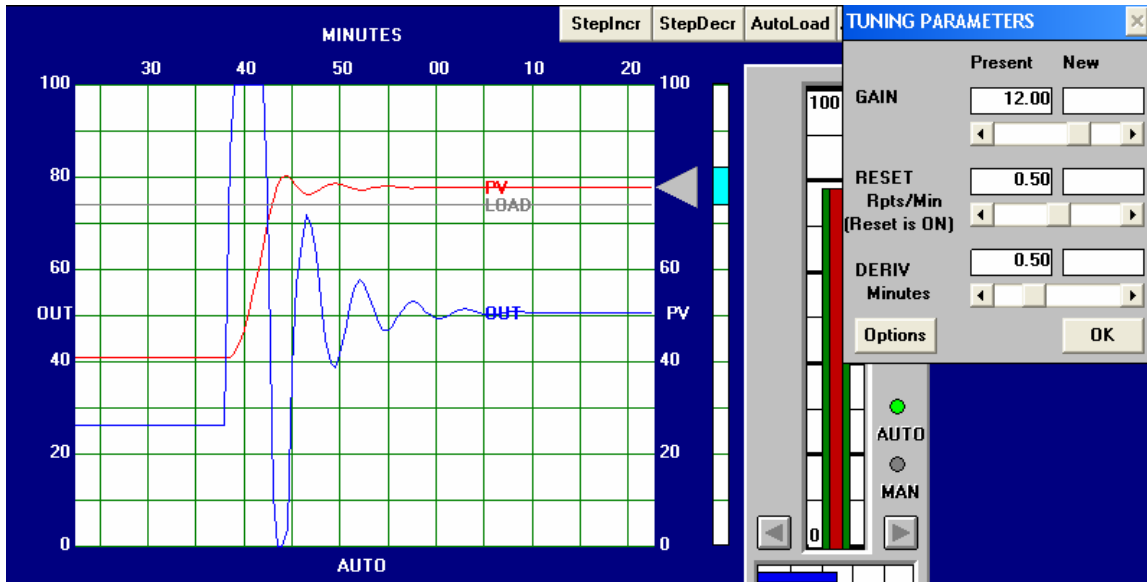 MINUTES
StepIncr StepDecr AutoLoad
TUNING PARAMETERS
30 40 50 00 10 20
100 100
80 80
60 60
OUT PV
40 40
20 20
0 0
PV
LOAD
OUT
AUTO
100
0
AUTO
MAN
Present New
GAIN 12.00
RESET 0.50
Rpts/Min
(Reset is ON)
DERIV 0.50
Minutes
Options OK